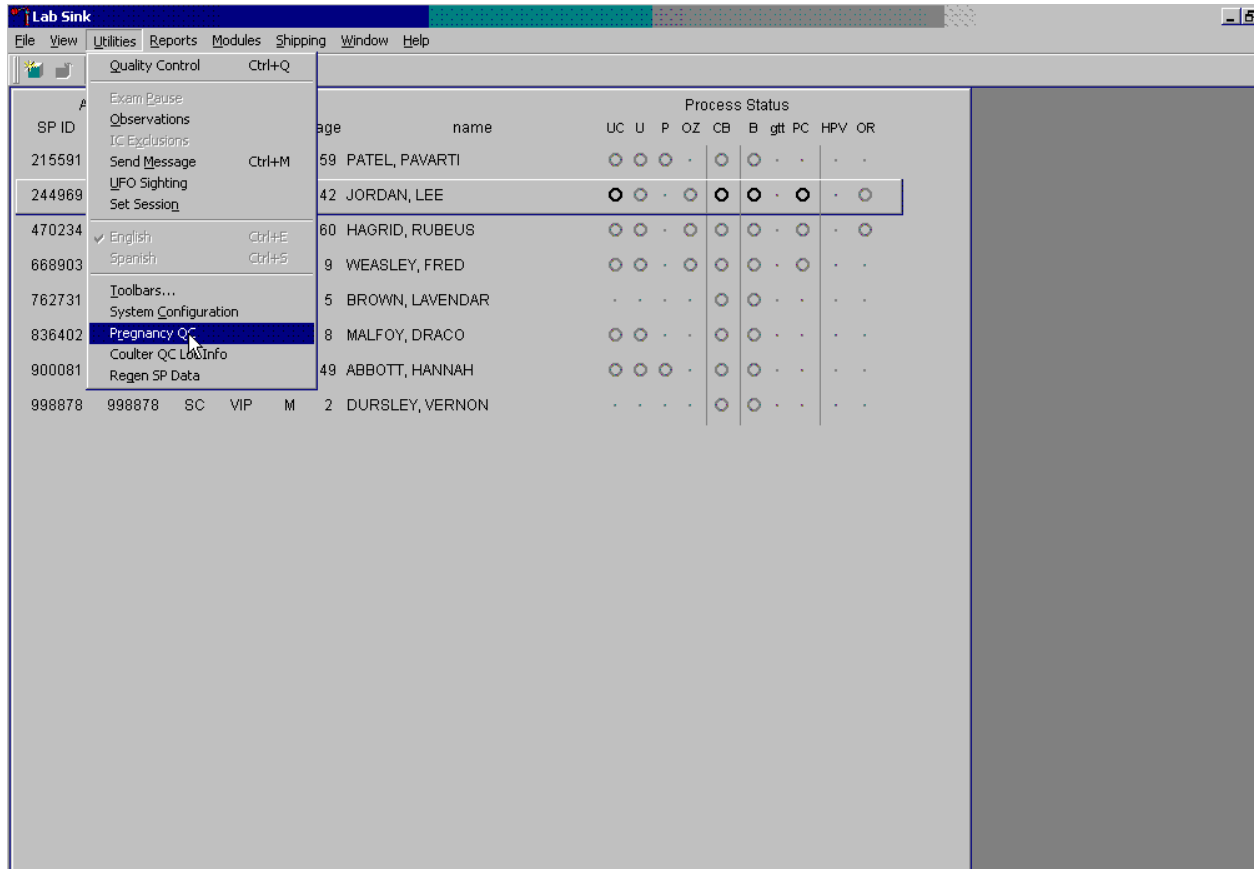 Lab Sink
File View Utilities Reports Modules Shipping Window Help
Quality Control Ctrl+Q
Exam Pause
Observations
IC Exclusions
Send Message Ctrl+M
UFO Sighting
Set Session
English Ctrl+E
Spanish Ctrl+S
Toolbars...
System Configuration
Pregnancy QC
Coulter QC Lot Info
Regen SP Data
A Process Status
SP ID age name UC U P OZ CB B gtt PC HPV OR
215591 59 PATEL, PAVARTI
244969 42 JORDAN, LEE
470234 60 HAGRID, RUBEUS
668903 9 WEASLEY, FRED
762731 5 BROWN, LAVENDAR
836402 8 MALFOY, DRACO
900081 49 ABBOTT, HANNAH
998878 998878 SC VIP M 2 DURSLEY, VERNON